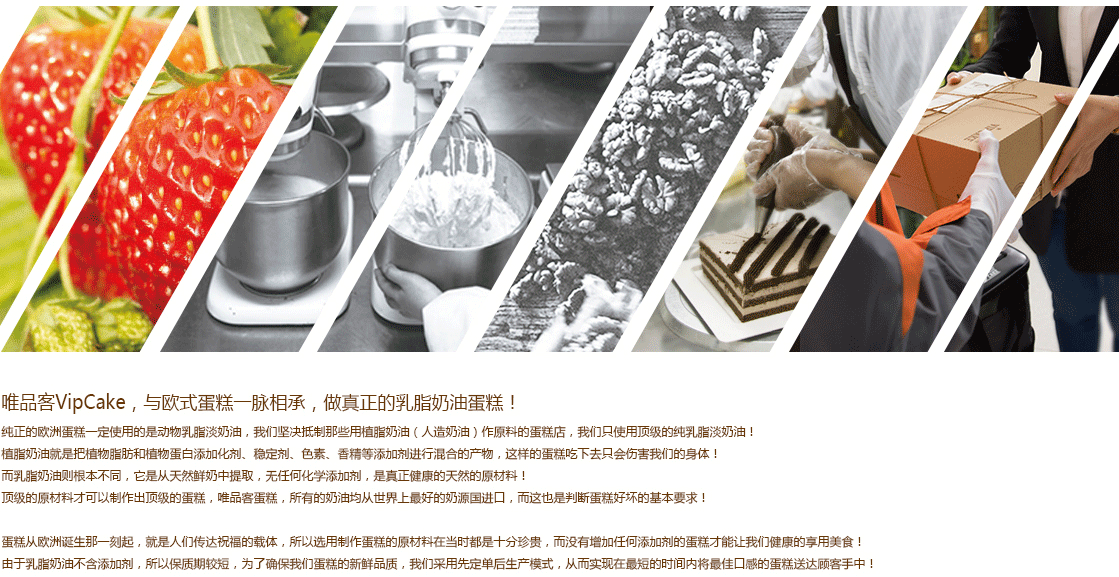 唯品客VipCake，与欧式蛋糕一脉相承，做真正的乳脂奶油蛋糕！
纯正的欧洲蛋糕一定使用的是动物乳脂淡奶油，我们坚决抵制那些用植脂奶油（人造奶油）作原料的蛋糕店，我们只使用顶级的纯乳脂淡奶油！
植脂奶油就是把植物脂肪和植物蛋白添加化剂、稳定剂、色素、香精等添加剂进行混合的产物，这样的蛋糕吃下去只会伤害我们的身体！
而乳脂奶油则根本不同，它是从天然鲜奶中提取，无任何化学添加剂，是真正健康的天然的原材料！
顶级的原材料才可以制作出顶级的蛋糕，唯品客蛋糕，所有的奶油均从世界上最好的奶源国进口，而这也是判断蛋糕好坏的基本要求！
蛋糕从欧洲诞生那一刻起，就是人们传达祝福的载体，所以选用制作蛋糕的原材料在当时都是十分珍贵，而没有增加任何添加剂的蛋糕才能让我们健康的享用美食！
由于乳脂奶油不含添加剂，所以保质期较短，为了确保我们蛋糕的新鲜品质，我们采用先定单后生产模式，从而实现在最短的时间内将最佳口感的蛋糕送达顾客手中！